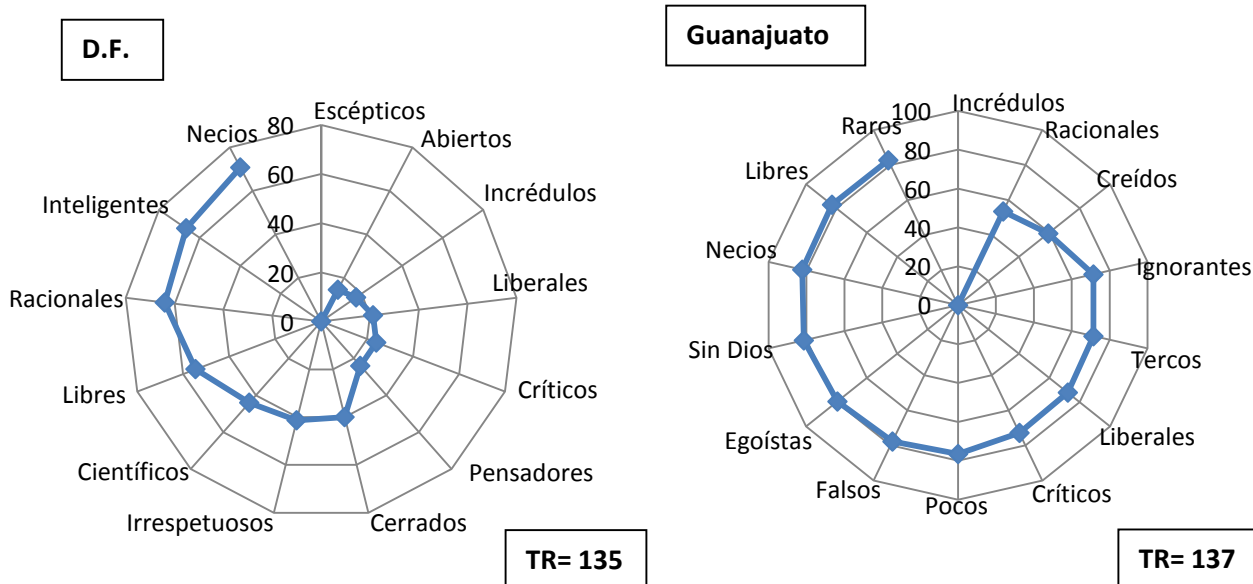 D.F.
80
60
40
20
0
Escépticos
Abiertos
Incrédulos
Liberales
Críticos
Pensadores
Cerrados
Irrespetuosos
Científicos
Libres
Racionales
Inteligentes
Necios
TR= 135
Guanajuato
100
80
60
40
20
0
Incrédulos
Racionales
Creídos
Ignorantes
Tercos
Liberales
Críticos
Pocos
Falsos
Egoístas
Sin Dios
Necios
Libres
Raros
TR= 137